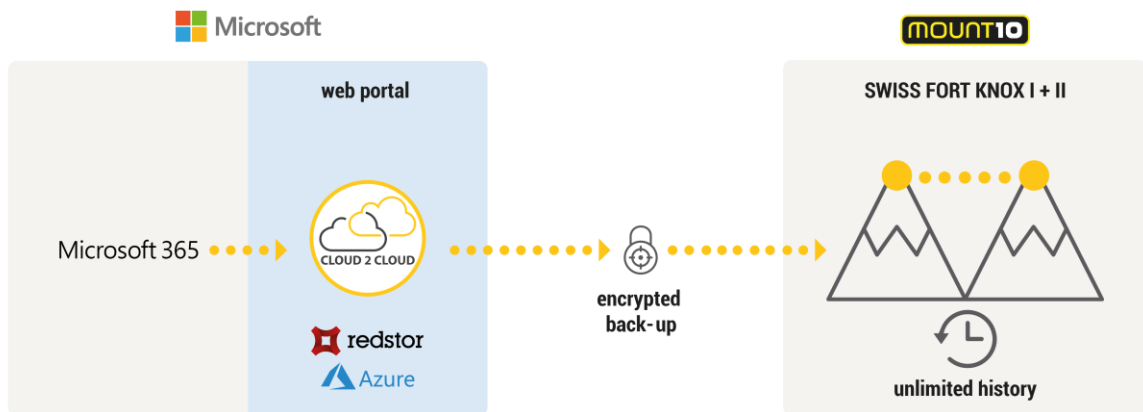 Microsoft
MOUNT10
web portal
SWISS FORT KNOX I + II
Microsoft 365
CLOUD 2 CLOUD
encrypted
back-up
redstor
Azure
unlimited history